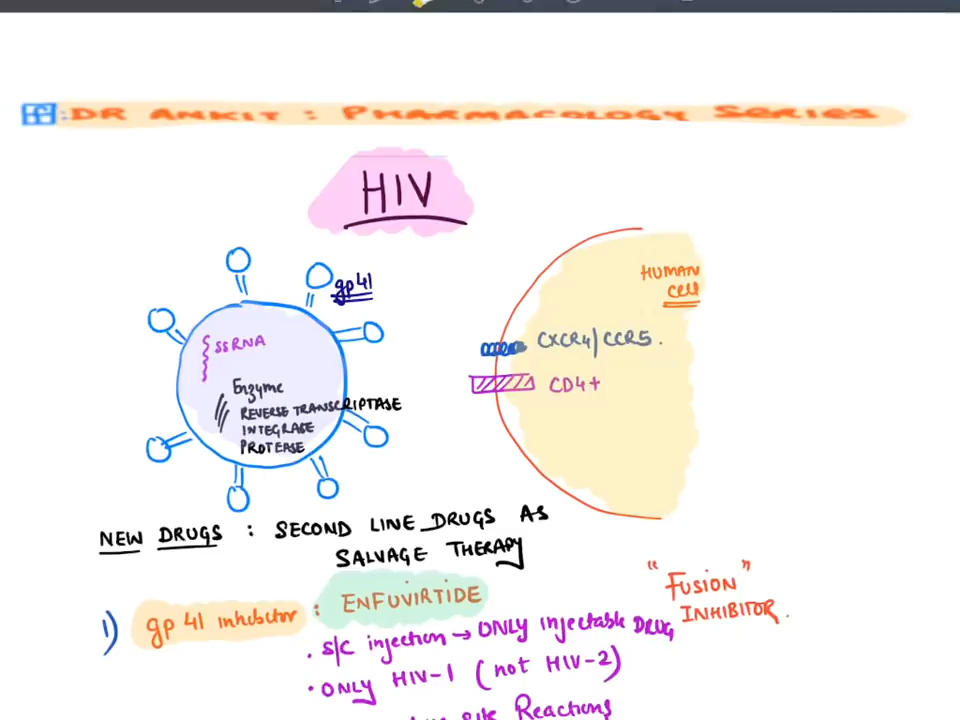 : DR ANKIT : PHARMACOLOGY SERIES
HIV
gp41
HUMAN
CELL
ssRNA
CXCR4/CCR5.
CD4+
Enzyme
REVERSE TRANSCRIPTASE
INTEGRASE
PROTEASE
NEW DRUGS : SECOND LINE DRUGS AS
SALVAGE THERAPY
1) gp 41 inhibitor : ENFUVIRTIDE
"FUSION"
INHIBITOR.
. S/C injection → ONLY injectable DRUG
• ONLY HIV-1 (not HIV-2)
site Reactions